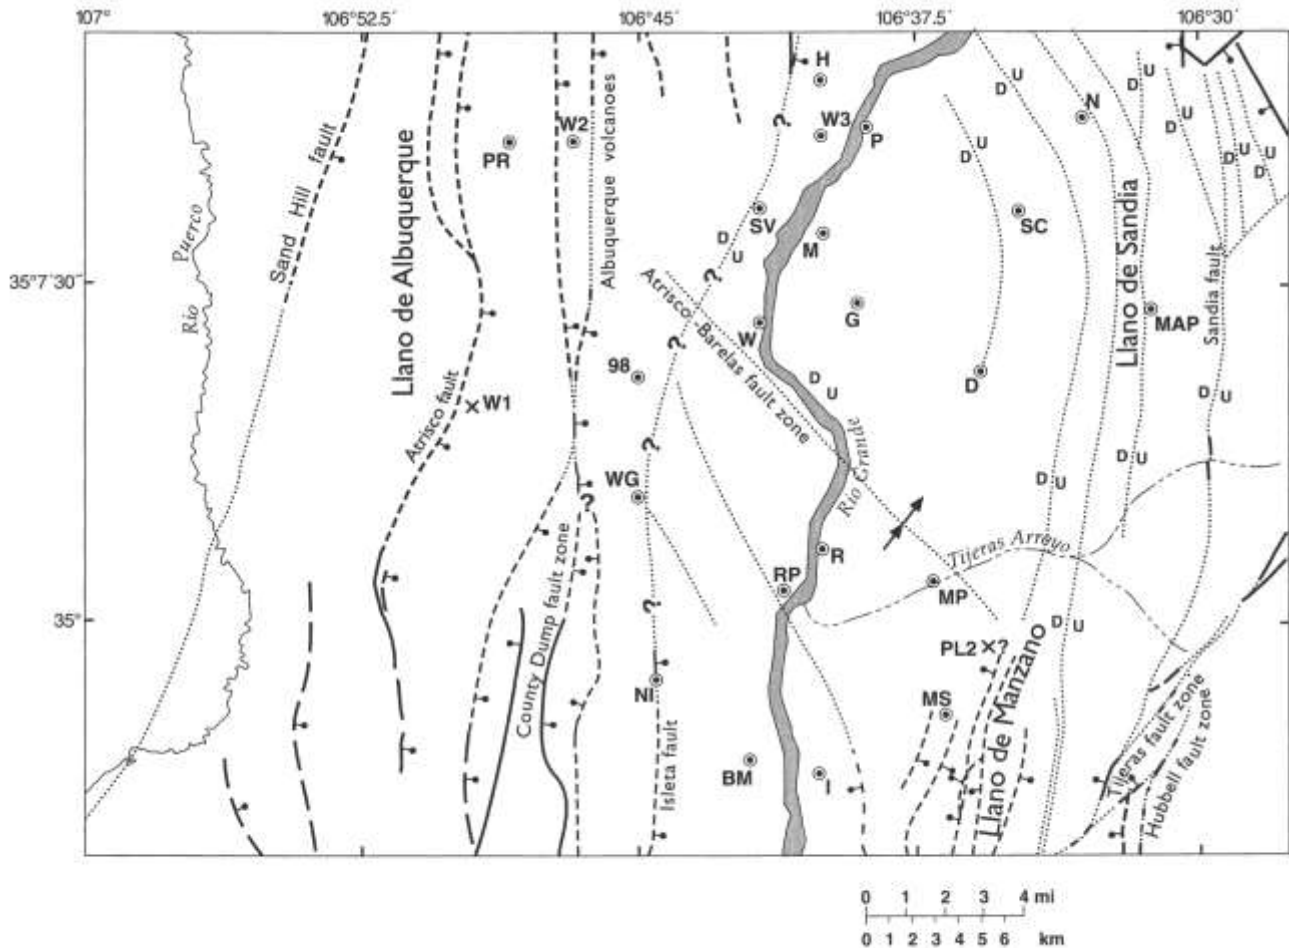 107°
106°52.5′
106°45′
106°37.5′
106°30′
H
W3
P
N
D U
D U
D U
D U
D U
D U
D U
PR
W2
Albuquerque volcanoes
Sand Hill fault
Llano de Albuquerque
Rio Puerco
SV
D
U
M
SC
Llano de Sandia
Sandia fault
35°7′30″
?
?
?
?
?
?
?
Atrisco-Barelas fault zone
W
G
MAP
98
D U
D
D U
Atrisco fault
W1
Rio Grande
WG
D U
D U
R
Tijeras Arroyo
RP
MP
35°
County Dump fault zone
D U
PL2
NI
MS
Llano de Manzano
Isleta fault
Tijeras fault zone
Hubbell fault zone
BM
I
0 1 2 3 4 mi
0 1 2 3 4 5 6 km